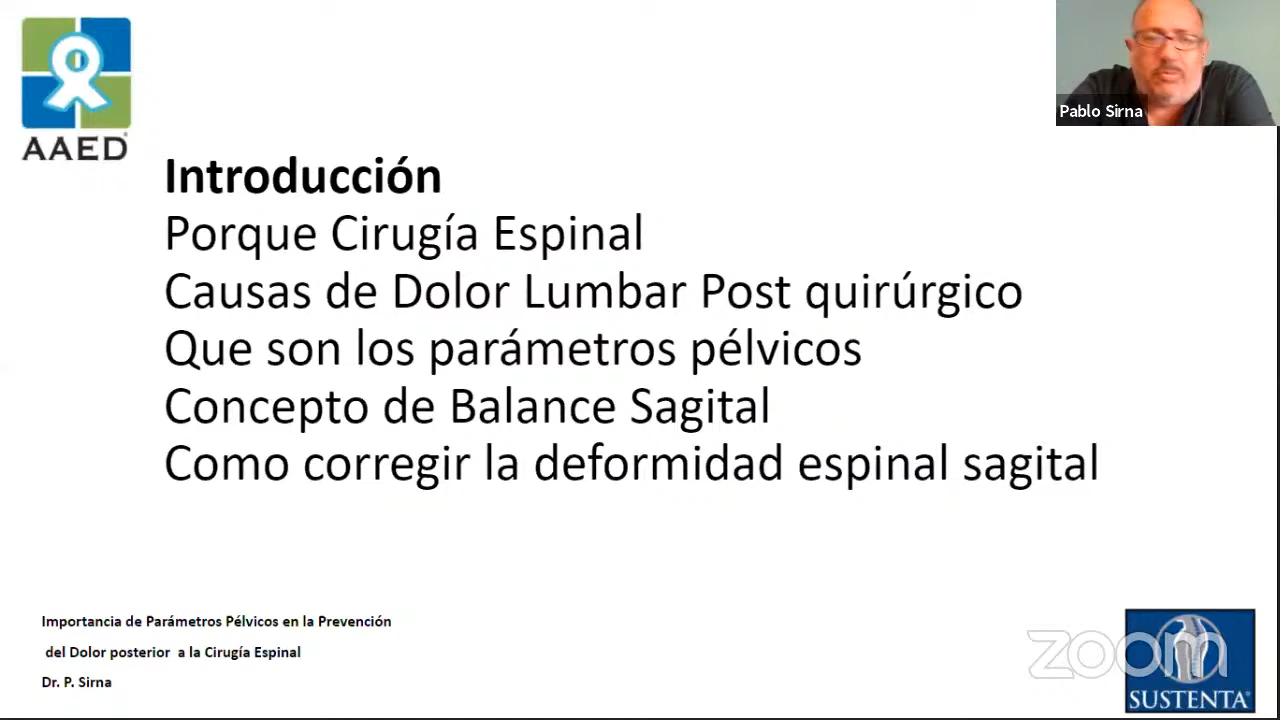 AAED
Pablo Sirna
Introducción
Porque Cirugía Espinal
Causas de Dolor Lumbar Post quirúrgico
Que son los parámetros pélvicos
Concepto de Balance Sagital
Como corregir la deformidad espinal sagital
Importancia de Parámetros Pélvicos en la Prevención
del Dolor posterior a la Cirugía Espinal
Dr. P. Sirna
zoom
SUSTENTA